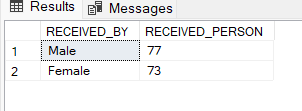 Results Messages
RECEIVED_BY RECEIVED_PERSON
1 Male 77
2 Female 73